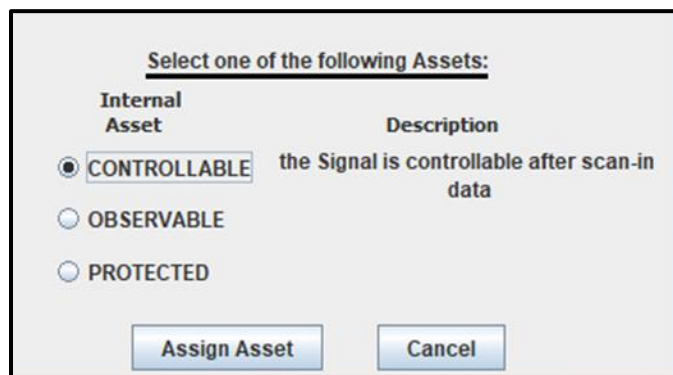 Select one of the following Assets:
Internal
Asset
Description
CONTROLLABLE
the Signal is controllable after scan-in
data
OBSERVABLE
PROTECTED
Assign Asset
Cancel